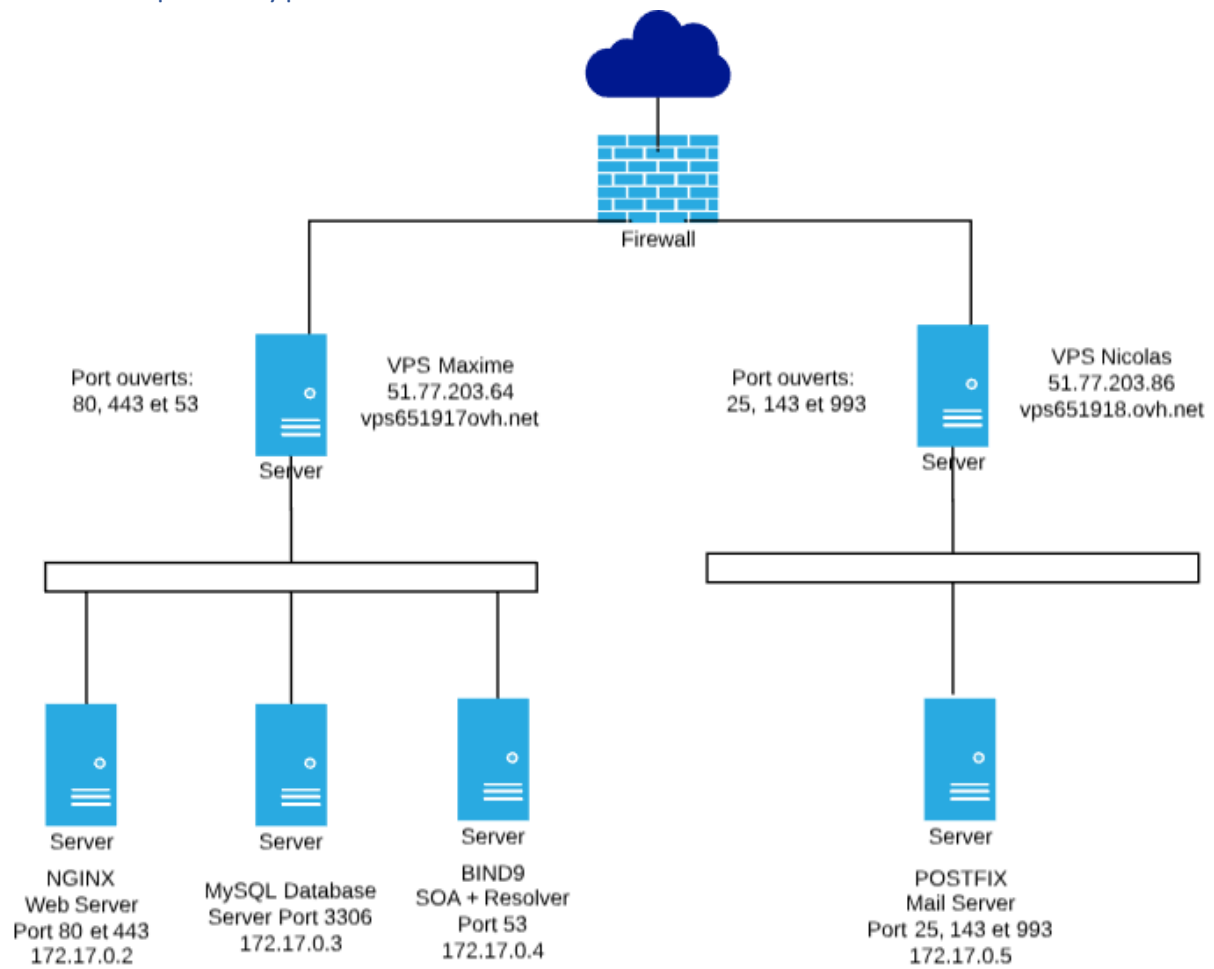 Firewall
Port ouverts:
80, 443 et 53
VPS Maxime
51.77.203.64
vps651917ovh.net
Server
Port ouverts:
25, 143 et 993
VPS Nicolas
51.77.203.86
vps651918.ovh.net
Server
Server
NGINX
Web Server
Port 80 et 443
172.17.0.2
Server
MySQL Database
Server Port 3306
172.17.0.3
Server
BIND9
SOA + Resolver
Port 53
172.17.0.4
Server
POSTFIX
Mail Server
Port 25, 143 et 993
172.17.0.5